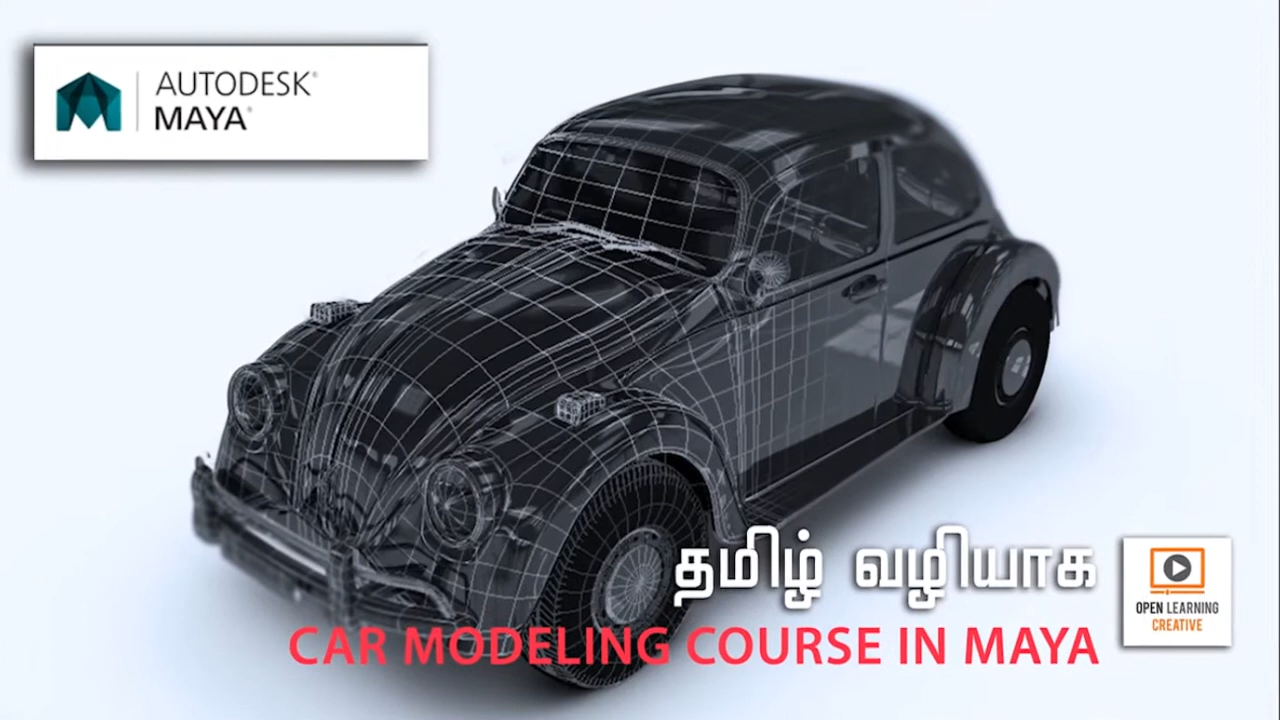 AUTODESK®
MAYA®
தமிழ் வழியாக
CAR MODELING COURSE IN MAYA
OPEN LEARNING
CREATIVE